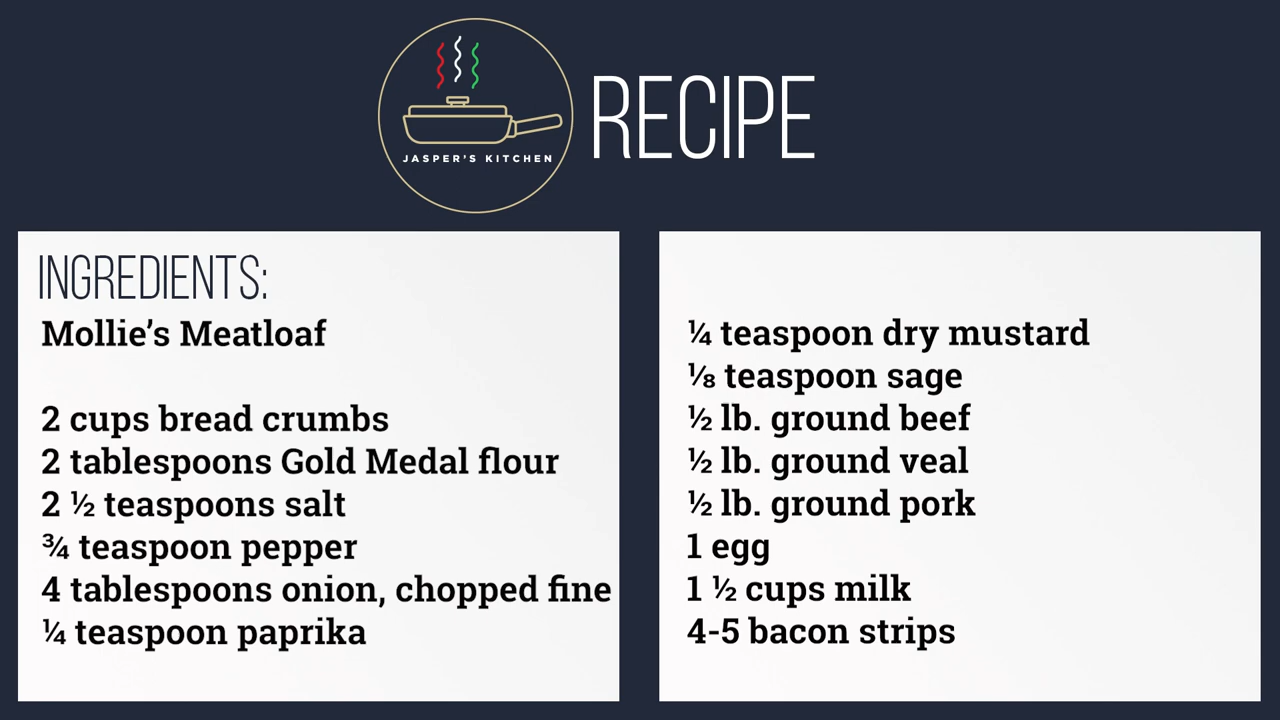 JASPER'S KITCHEN
RECIPE
INGREDIENTS:
Mollie's Meatloaf
2 cups bread crumbs
2 tablespoons Gold Medal flour
2 ½ teaspoons salt
¾ teaspoon pepper
4 tablespoons onion, chopped fine
¼ teaspoon paprika
¼ teaspoon dry mustard
⅛ teaspoon sage
½ lb. ground beef
½ lb. ground veal
½ lb. ground pork
1 egg
1 ½ cups milk
4-5 bacon strips